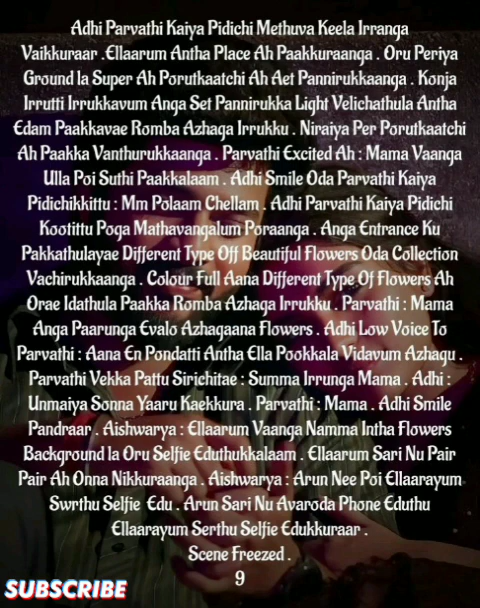 Adhi Parvathi Kaiya Pidichi Methuva Keela Irranga
Vaikkuraar .Ellaarum Antha Place Ah Paakkuraanga . Oru Periya
Ground la Super Ah Porutkaatchi Ah Aet Pannirukkaanga . Konja
Irrutti Irrukkavum Anga Set Pannirukka Light Velichathula Antha
Edam Paakkavae Romba Azhaga Irrukku . Niraiya Per Porutkaatchi
Ah Paakka Vanthurukkaanga . Parvathi Excited Ah : Mama Vaanga
Ulla Poi Suthi Paakkalaam . Adhi Smile Oda Parvathi Kaiya
Pidichikkittu : Mm Polaam Chellam . Adhi Parvathi Kaiya Pidichi
Kootittu Poga Mathavangalum Poraanga . Anga Entrance Ku
Pakkathulayae Different Type Off Beautiful Flowers Oda Collection
Vachirukkaanga . Colour Full Aana Different Type Of Flowers Ah
Orae Idathula Paakka Romba Azhaga Irrukku . Parvathi : Mama
Anga Paarunga Evalo Azhagaana Flowers . Adhi Low Voice To
Parvathi : Aana En Pondatti Antha Ella Pookkala Vidavum Azhagu .
Parvathi Vekka Pattu Sirichitae : Summa Irrunga Mama . Adhi :
Unmaiya Sonna Yaaru Kaekkura . Parvathi : Mama . Adhi Smile
Pandraar . Aishwarya : Ellaarum Vaanga Namma Intha Flowers
Background la Oru Selfie Eduthukkalaam . Ellaarum Sari Nu Pair
Pair Ah Onna Nikkuraanga . Aishwarya : Arun Nee Poi Ellaarayum
Swrthu Selfie Edu . Arun Sari Nu Avaroda Phone Eduthu
Ellaarayum Serthu Selfie Edukkuraar .
Scene Freezed .
9
SUBSCRIBE